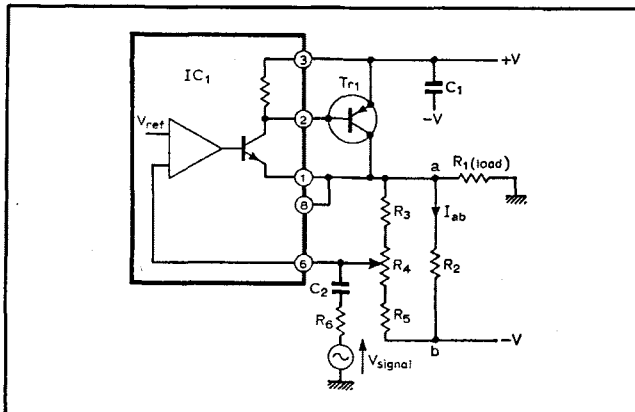 IC1
Vref
3
2
1
8
6
Tr1
C1
+V
−V
a
R1(load)
Iab
R3
R4
R5
R2
C2
R6
Vsignal
b
−V